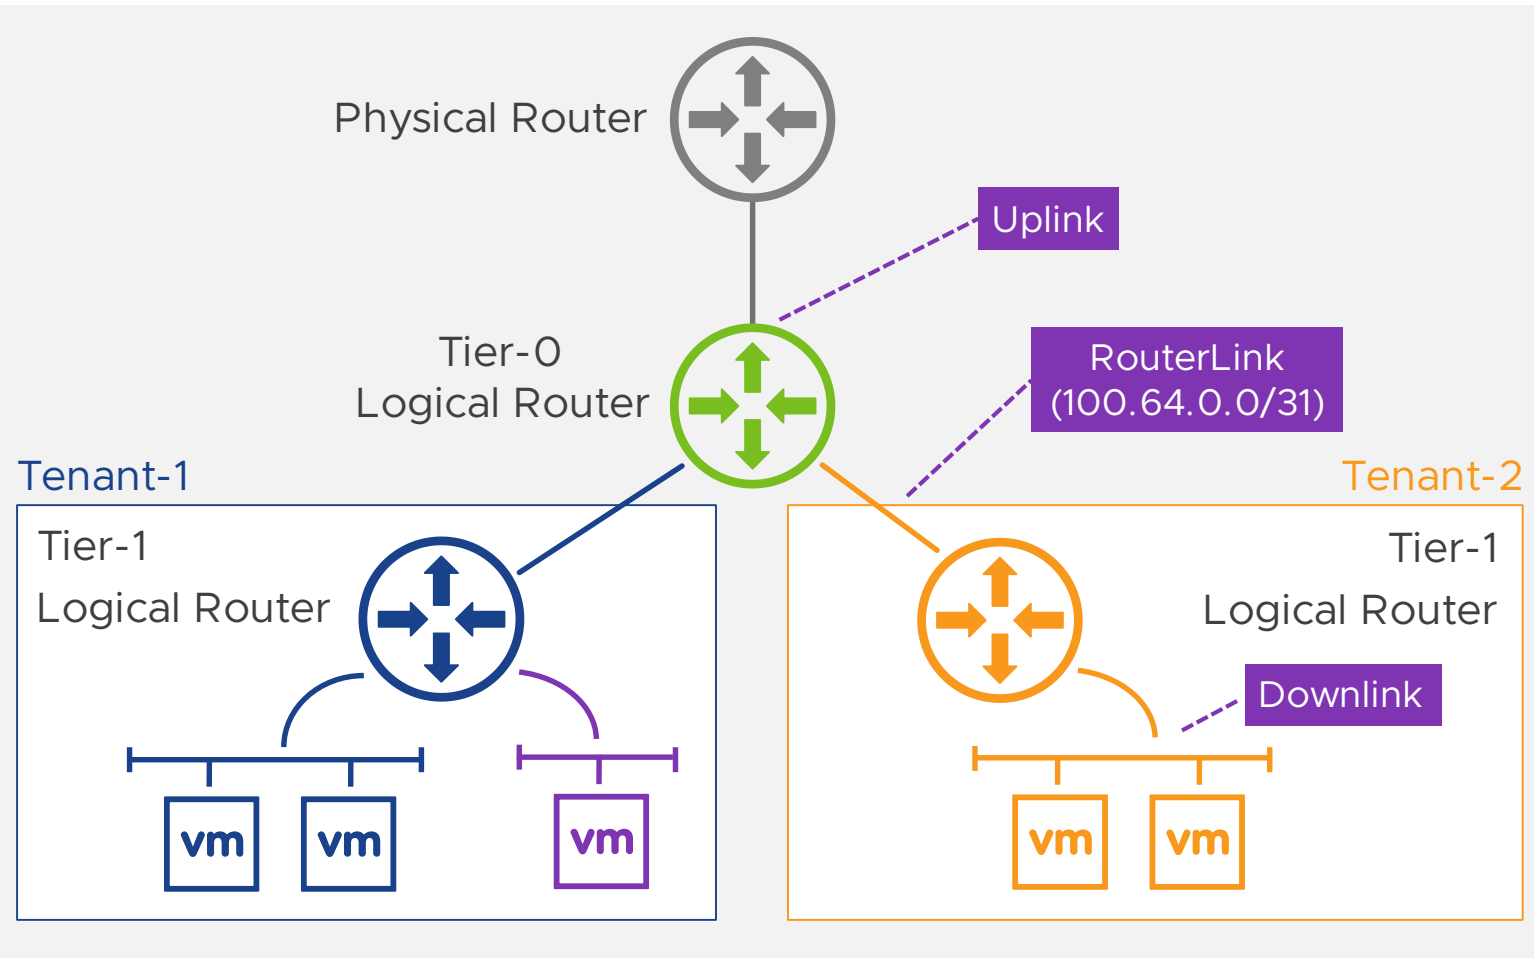 Physical Router
Uplink
Tier-0
Logical Router
RouterLink
(100.64.0.0/31)
Tenant-1
Tenant-2
Tier-1
Logical Router
Tier-1
Logical Router
Downlink
vm
vm
vm
vm
vm